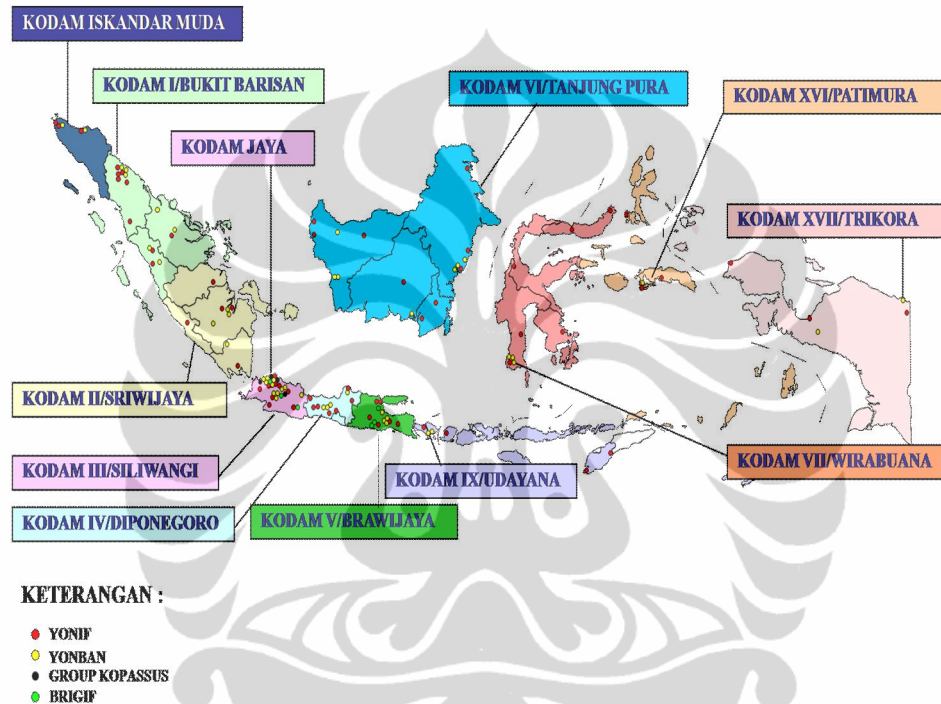 KODAM ISKANDAR MUDA
KODAM I/BUKIT BARISAN
KODAM VI/TANJUNG PURA
KODAM XVI/PATIMURA
KODAM JAYA
KODAM XVII/TRIKORA
KODAM II/SRIWIJAYA
KODAM III/SILIWANGI
KODAM IX/UDAYANA
KODAM VII/WIRABUANA
KODAM IV/DIPONEGORO
KODAM V/BRAWIJAYA
KETERANGAN :
YONIF
YONBAN
GROUP KOPASSUS
BRIGIF